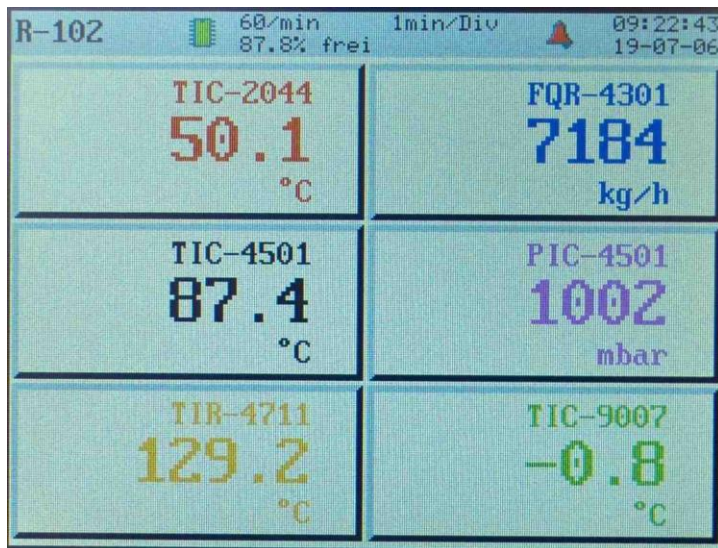 R-102
60/min 1min/Div 09:22:43
87.8% frei 19-07-06
TIC-2044
50.1
°C
FQR-4301
7184
kg/h
TIC-4501
87.4
°C
PIC-4501
1002
mbar
TIR-4711
129.2
°C
TIC-9007
-0.8
°C